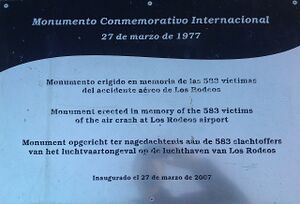 Monumento Conmemorativo Internacional
27 de marzo de 1977
Monumento erigido en memoria de las 583 víctimas
del accidente aéreo de Los Rodeos
Monument erected in memory of the 583 victims
of the air crash at Los Rodeos airport
Monument opgericht ter nagedachtenis aan de 583 slachtoffers
van het luchtvaartongeval op de luchthaven van Los Rodeos
Inaugurado el 27 de marzo de 2007